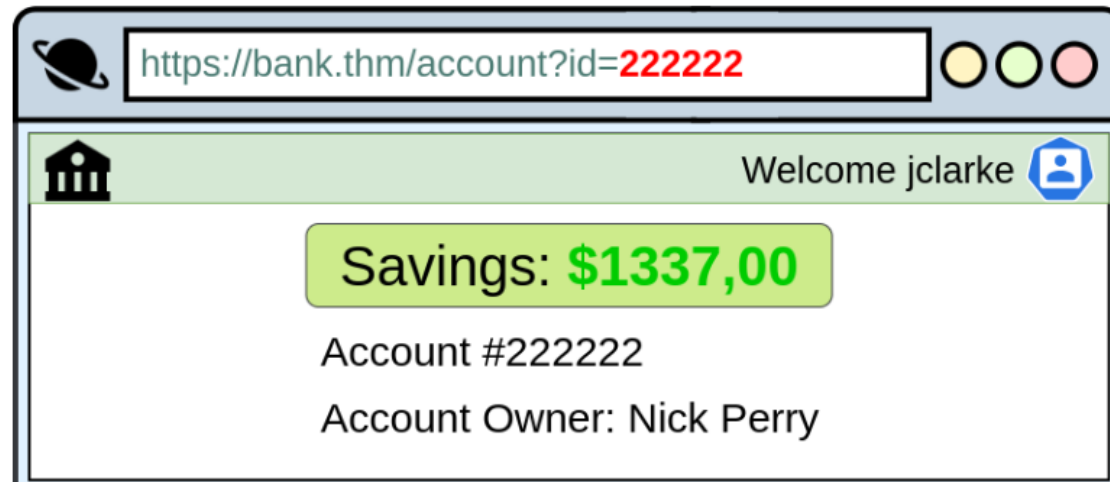 https://bank.thm/account?id=222222
Welcome jclarke
Savings: $1337,00
Account #222222
Account Owner: Nick Perry